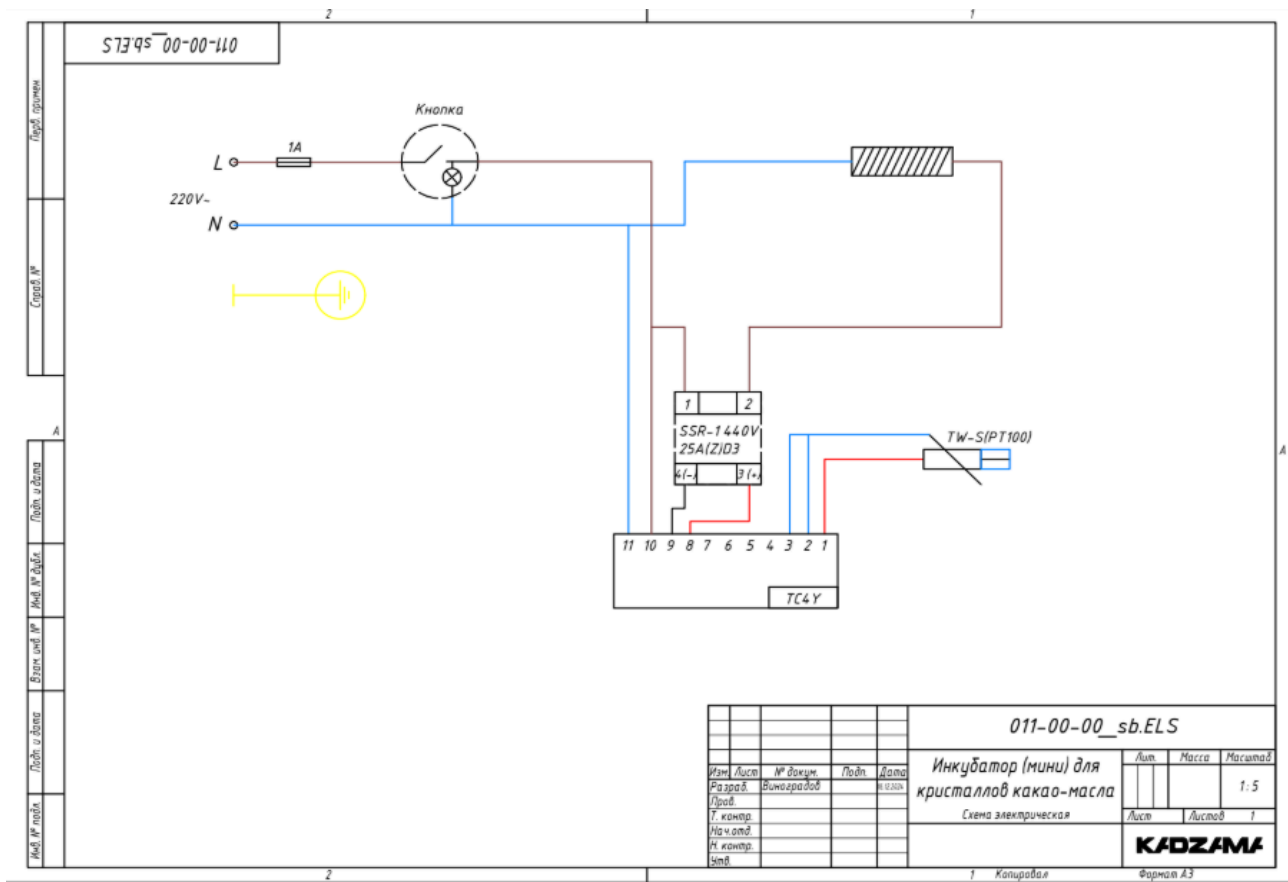 2
1
011-00-00_sb.ELS
Перв. примен.
Справ. №
Подп. и дата
Инв. № дубл.
Взам. инв. №
Подп. и дата
Инв. № подл.
A
A
Кнопка
1A
L
220V~
N
1
2
SSR-1 440V
25A(Z)D3
4(-)
3(+)
TW-S(PT100)
11 10 9 8 7 6 5 4 3 2 1
TC4Y
011-00-00__sb.ELS
Изм. Лист № докум. Подп. Дата
Разраб. Виноградов
Пров.
Т. контр.
Нач.отд.
Н. контр.
Утв.
Инкубатор (мини) для
кристаллов какао-масла
Схема электрическая
Лит. Масса Масштаб
1:5
Лист Листов 1
KADZAMA
2
1
Копировал
Формат А3